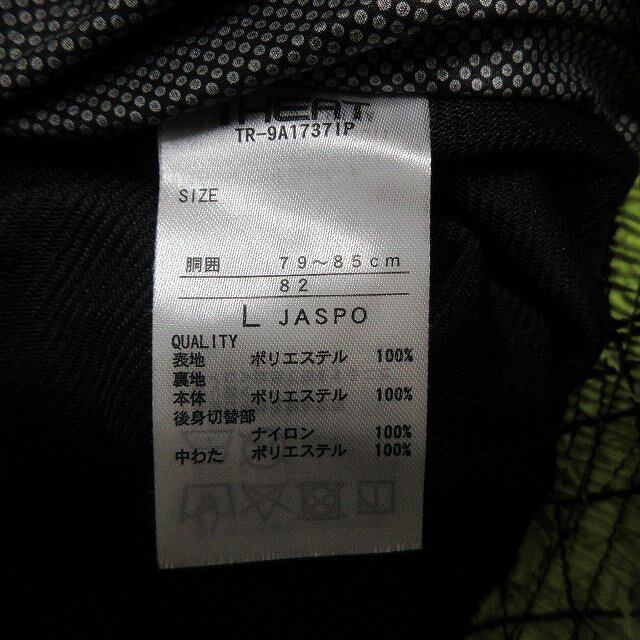 HEAT
TR-9A17371P
SIZE
胴囲 79～85cm
82
L JASPO
QUALITY
表地 ポリエステル 100%
裏地
本体 ポリエステル 100%
後身切替部
ナイロン 100%
中わた ポリエステル 100%